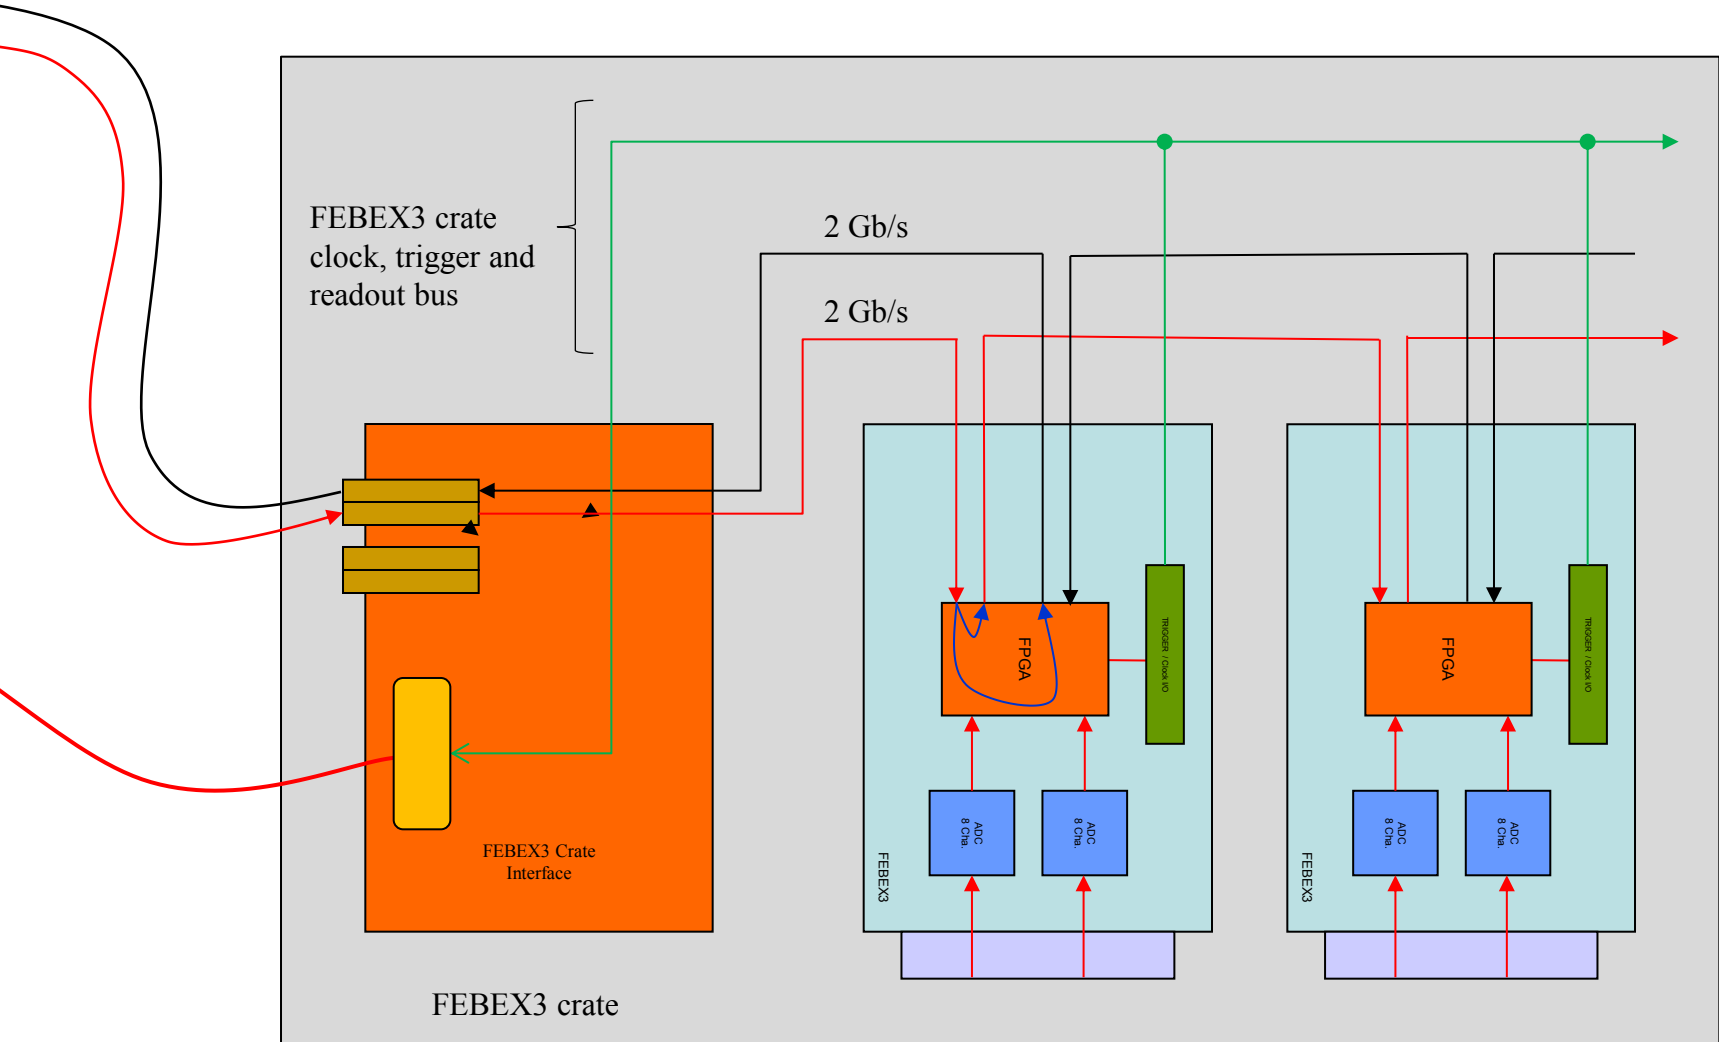 2 Gb/s
FEBEX3 crate
clock, trigger and
readout bus
2 Gb/s
FPGA
TRIGGER / Clock I/O
FPGA
TRIGGER / Clock I/O
ADC
8 Cha.
ADC
8 Cha.
ADC
8 Cha.
ADC
8 Cha.
FEBEX3 Crate
Interface
FEBEX3
FEBEX3
FEBEX3 crate